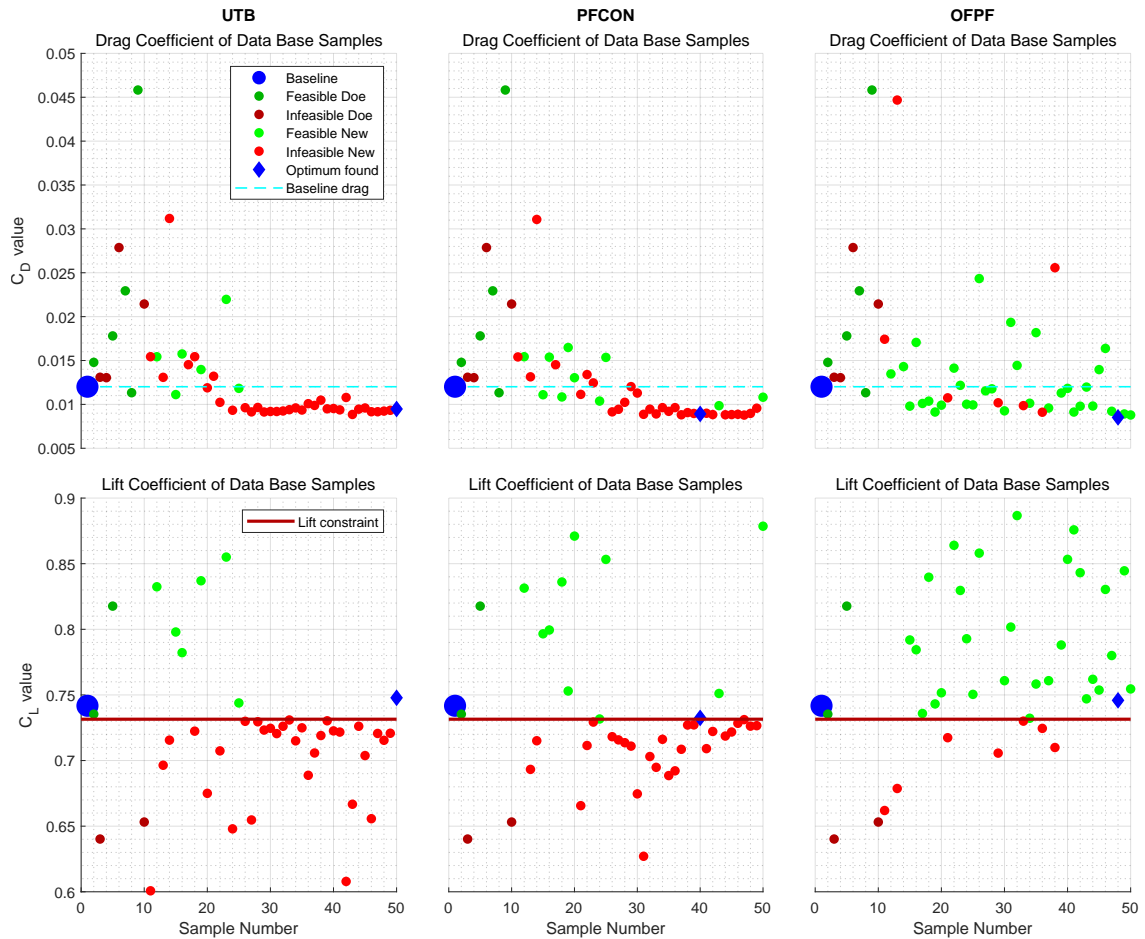 UTB
PFCON
OFPF
Drag Coefficient of Data Base Samples
Drag Coefficient of Data Base Samples
Drag Coefficient of Data Base Samples
0.05
0.045
0.04
0.035
0.03
0.025
0.02
0.015
0.01
0.005
C_D value
Baseline
Feasible Doe
Infeasible Doe
Feasible New
Infeasible New
Optimum found
Baseline drag
Lift Coefficient of Data Base Samples
Lift Coefficient of Data Base Samples
Lift Coefficient of Data Base Samples
0.9
0.85
0.8
0.75
0.7
0.65
0.6
C_L value
Lift constraint
0 10 20 30 40 50
0 10 20 30 40 50
0 10 20 30 40 50
Sample Number
Sample Number
Sample Number